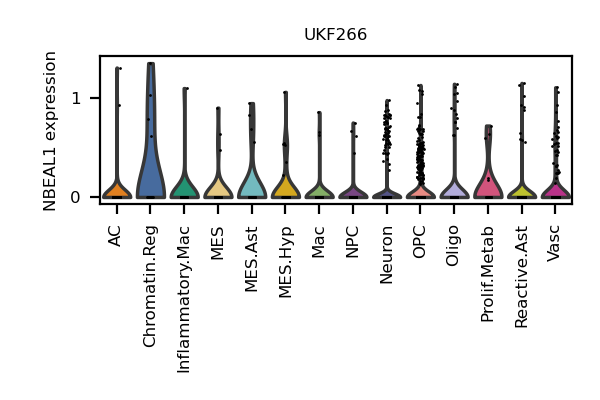 UKF266
NBEAL1 expression
1
0
AC
Chromatin.Reg
Inflammatory.Mac
MES
MES.Ast
MES.Hyp
Mac
NPC
Neuron
OPC
Oligo
Prolif.Metab
Reactive.Ast
Vasc